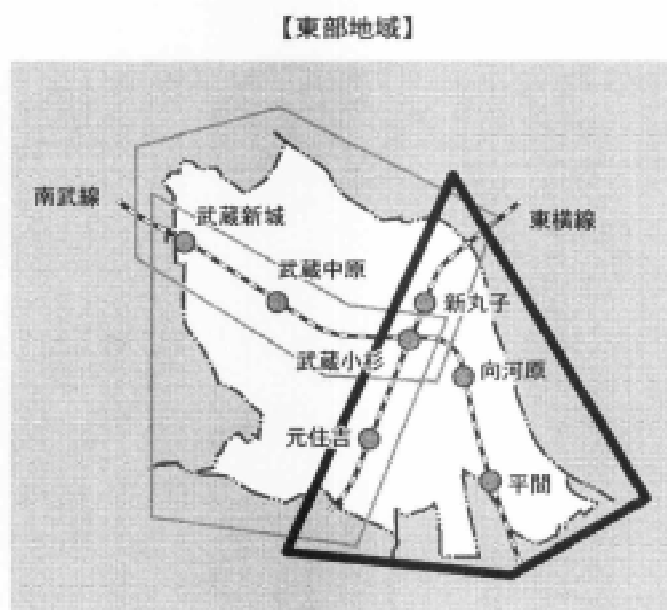 【東部地域】
南武線
武蔵新城
東横線
武蔵中原
新丸子
武蔵小杉
向河原
元住吉
平間